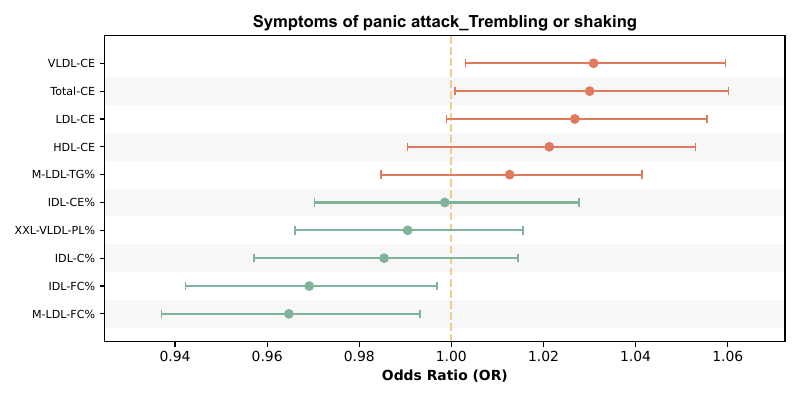 Symptoms of panic attack_Trembling or shaking
VLDL-CE
Total-CE
LDL-CE
HDL-CE
M-LDL-TG%
IDL-CE%
XXL-VLDL-PL%
IDL-C%
IDL-FC%
M-LDL-FC%
0.94 0.96 0.98 1.00 1.02 1.04 1.06
Odds Ratio (OR)